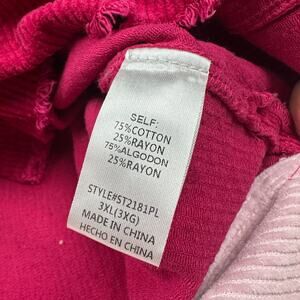 SELF:
75%COTTON
25%RAYON
75%ALGODON
25%RAYON
STYLE#ST2181PL
3XL(3XG)
MADE IN CHINA
HECHO EN CHINA